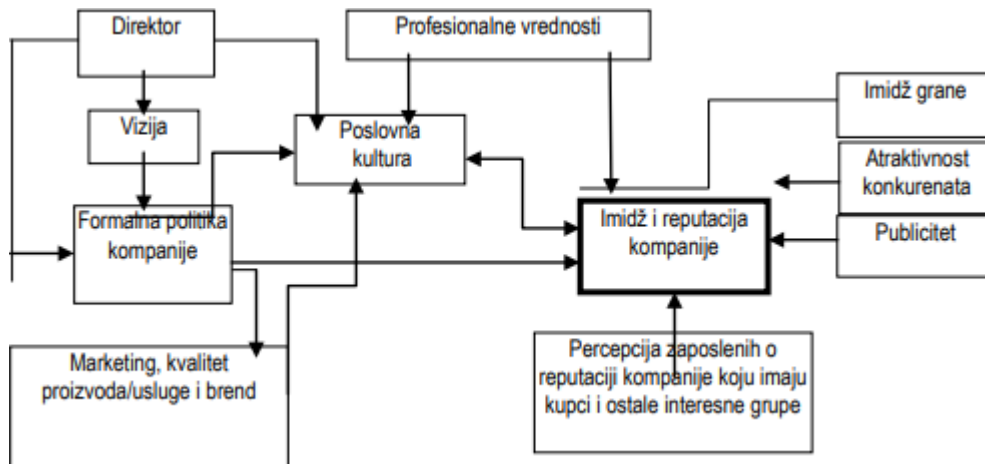 Direktor
Profesionalne vrednosti
Imidž grane
Vizija
Poslovna
kultura
Atraktivnost
konkurenata
Formalna politika
kompanije
Imidž i reputacija
kompanije
Publicitet
Marketing, kvalitet
proizvoda/usluge i brend
Percepcija zaposlenih o
reputaciji kompanije koju imaju
kupci i ostale interesne grupe